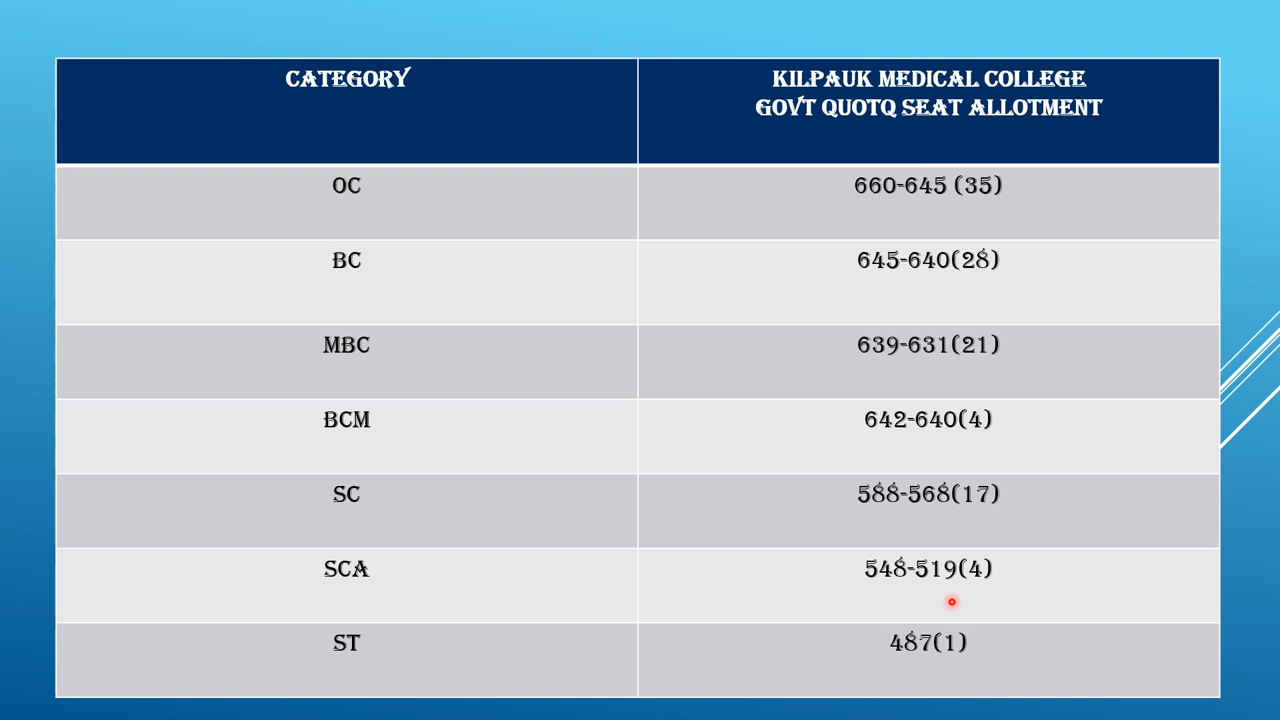 CATEGORY
KILPAUK MEDICAL COLLEGE
GOVT QUOTQ SEAT ALLOTMENT
OC
660-645 (35)
BC
645-640(28)
MBC
639-631(21)
BCM
642-640(4)
SC
588-568(17)
SCA
548-519(4)
ST
487(1)